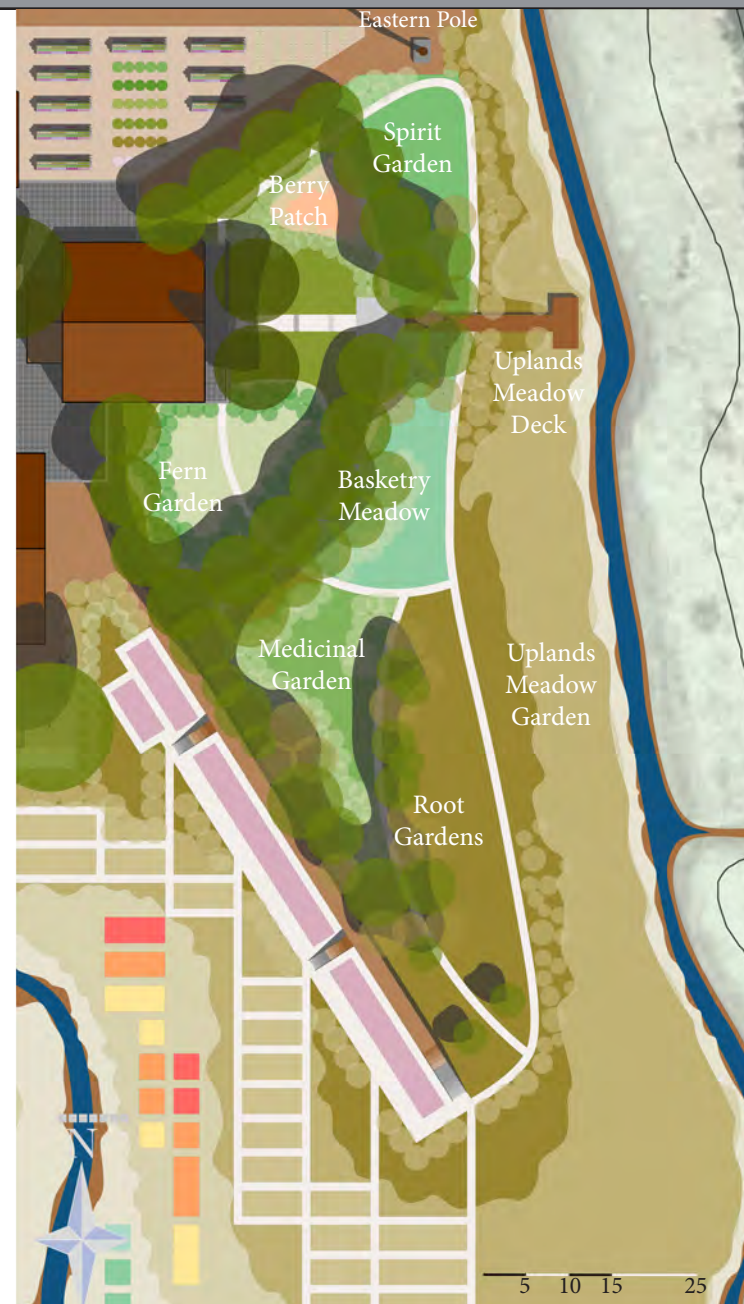 Eastern Pole
Spirit
Garden
Berry
Patch
Uplands
Meadow
Deck
Fern
Garden
Basketry
Meadow
Medicinal
Garden
Uplands
Meadow
Garden
Root
Gardens
N
5 10 15 25